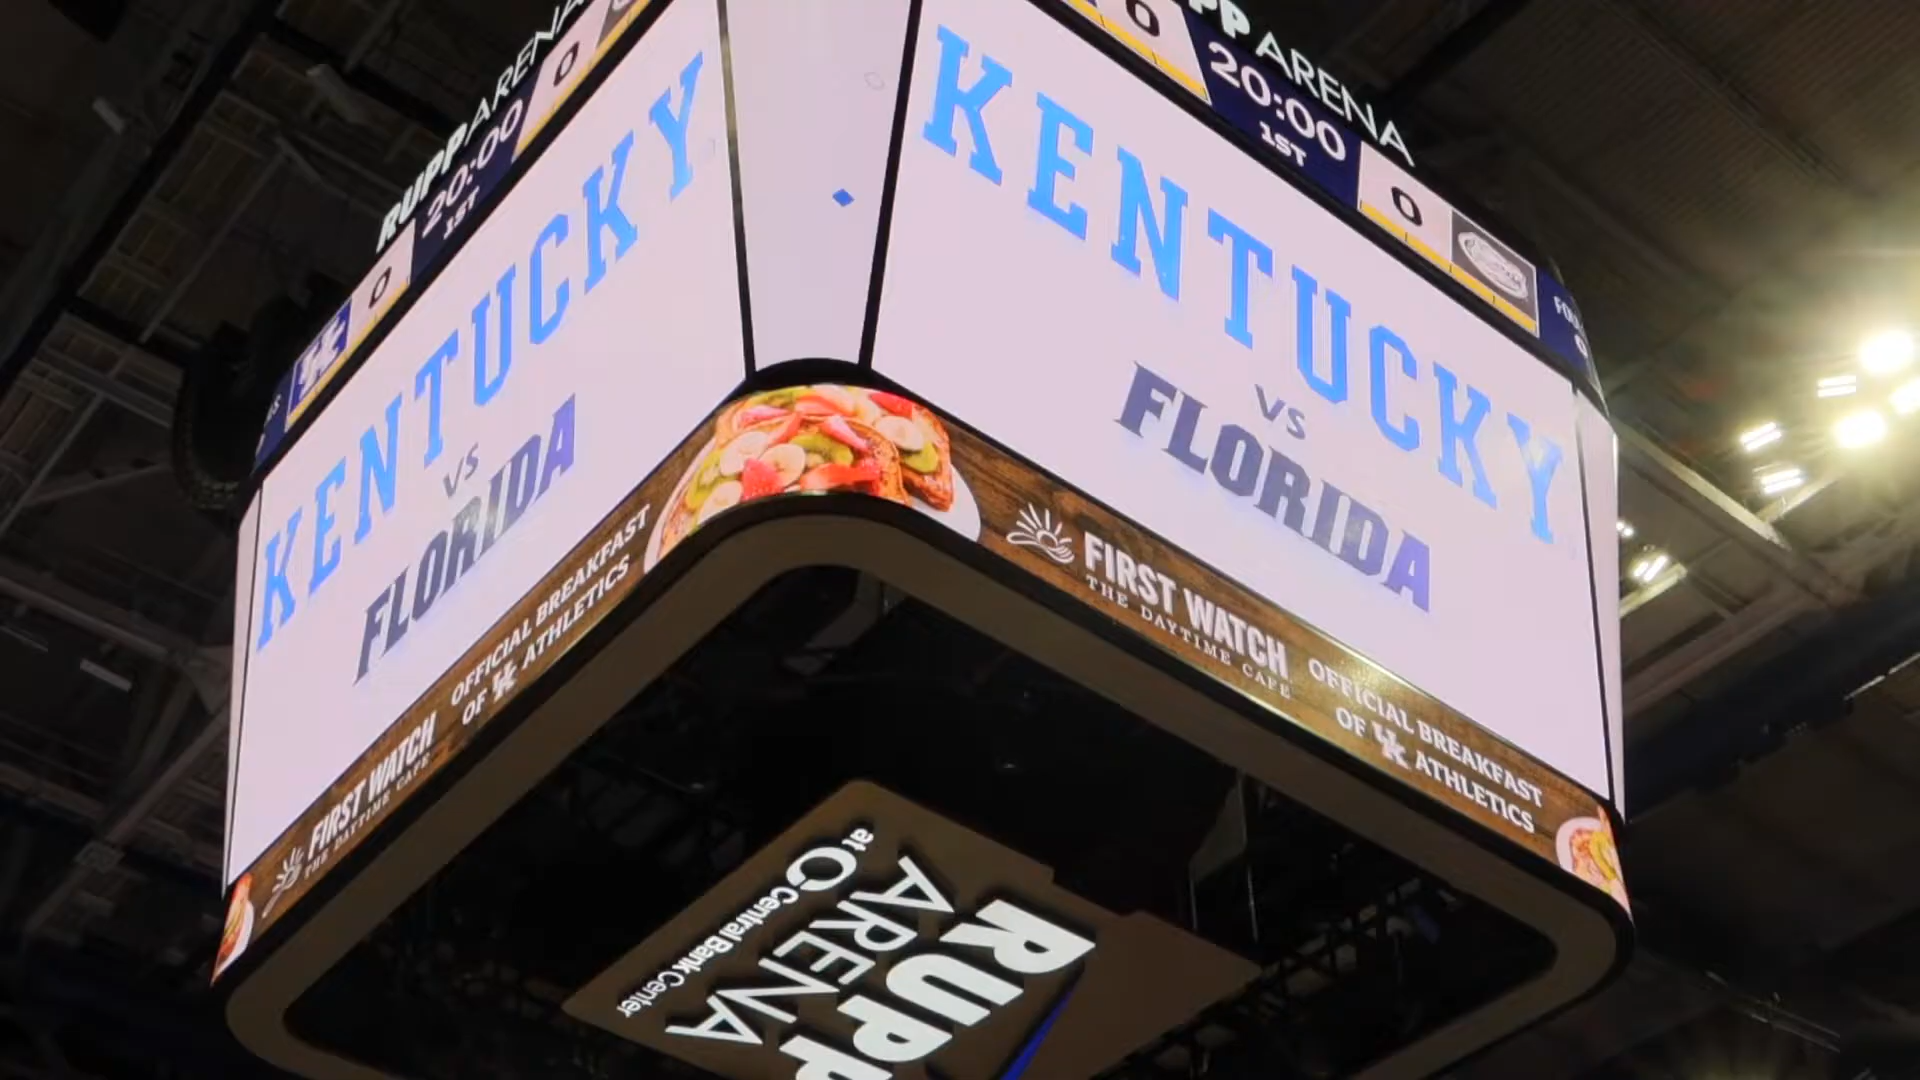 RUPP ARENA
20:00
1ST
0
0
KENTUCKY
VS
FLORIDA
FIRST WATCH
THE DAYTIME CAFE
OFFICIAL BREAKFAST
OF UK ATHLETICS
ARENA
0
20:00
1ST
0
KENTUCKY
VS
FLORIDA
FIRST WATCH
THE DAYTIME CAFE
OFFICIAL BREAKFAST
OF UK ATHLETICS
RUPP
ARENA
at Central Bank Center